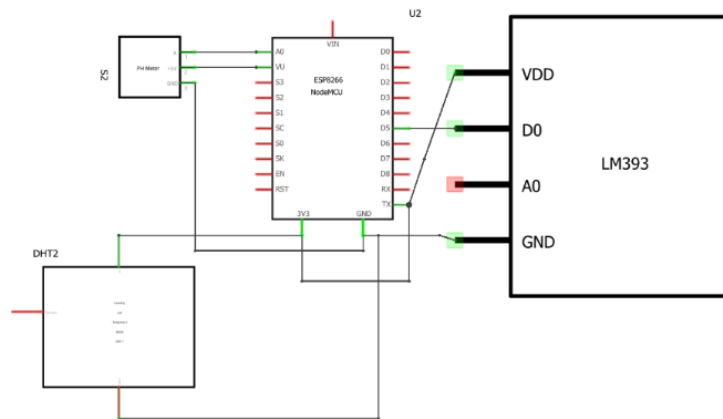 U2
S2
PH Meter
A
+5V
GND
VIN
A0
VU
S3
S2
S1
SC
S0
SK
EN
RST
ESP8266
NodeMCU
D0
D1
D2
D3
D4
D5
D6
D7
D8
RX
TX
3V3
GND
VDD
D0
A0
GND
LM393
DHT2